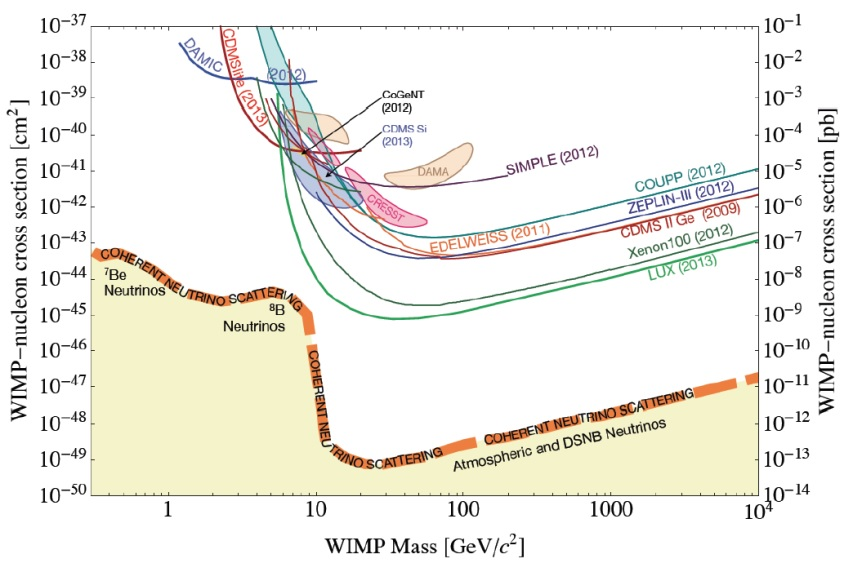 10−37
10−38
10−39
10−40
10−41
10−42
10−43
10−44
10−45
10−46
10−47
10−48
10−49
10−50
WIMP−nucleon cross section [cm2]
10−1
10−2
10−3
10−4
10−5
10−6
10−7
10−8
10−9
10−10
10−11
10−12
10−13
10−14
WIMP−nucleon cross section [pb]
1
10
100
1000
104
WIMP Mass [GeV/c2]
DAMIC (2012)
CDMSlite (2013)
CoGeNT
(2012)
CDMS Si
(2013)
DAMA
SIMPLE (2012)
CRESST
COUPP (2012)
ZEPLIN-III (2012)
CDMS II Ge (2009)
EDELWEISS (2011)
Xenon100 (2012)
LUX (2013)
COHERENT NEUTRINO SCATTERING
7Be
Neutrinos
8B
Neutrinos
COHERENT NEUTRINO SCATTERING
COHERENT NEUTRINO SCATTERING
Atmospheric and DSNB Neutrinos